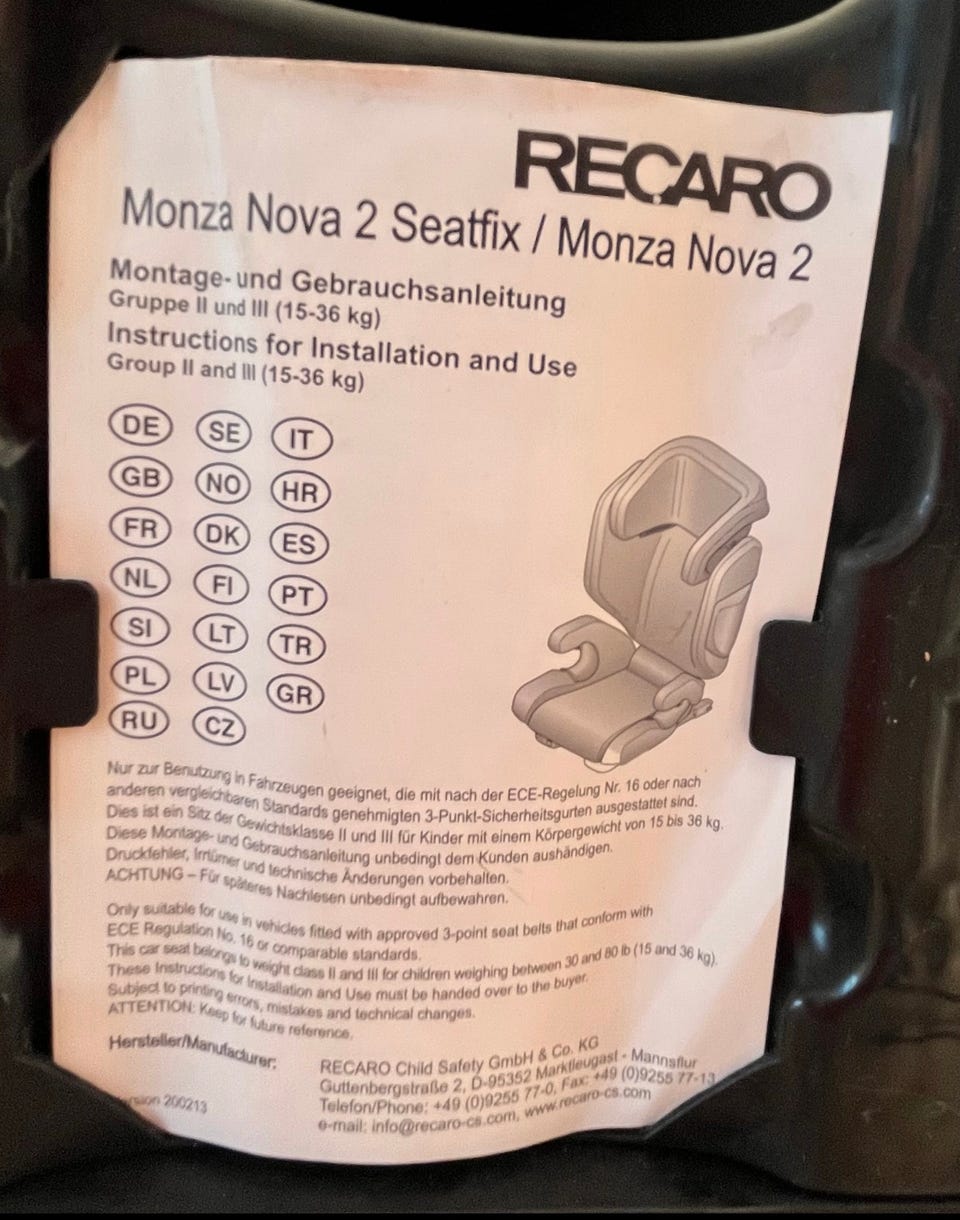 RECARO
Monza Nova 2 Seatfix / Monza Nova 2
Montage- und Gebrauchsanleitung
Gruppe II und III (15-36 kg)
Instructions for Installation and Use
Group II and III (15-36 kg)
DE SE IT
GB NO HR
FR DK ES
NL FI PT
SI LT TR
PL LV GR
RU CZ
Nur zur Benutzung in Fahrzeugen geeignet, die mit nach der ECE-Regelung Nr. 16 oder nach
anderen vergleichbaren Standards genehmigten 3-Punkt-Sicherheitsgurten ausgestattet sind.
Dies ist ein Sitz der Gewichtsklasse II und III für Kinder mit einem Körpergewicht von 15 bis 36 kg.
Diese Montage- und Gebrauchsanleitung unbedingt dem Kunden aushändigen.
Druckfehler, Irrtümer und technische Änderungen vorbehalten.
ACHTUNG – Für späteres Nachlesen unbedingt aufbewahren.
Only suitable for use in vehicles fitted with approved 3-point seat belts that conform with
ECE Regulation No. 16 or comparable standards.
This car seat belongs to weight class II and III for children weighing between 30 and 80 lb (15 and 36 kg).
These Instructions for Installation and Use must be handed over to the buyer.
Subject to printing errors, mistakes and technical changes.
ATTENTION: Keep for future reference.
Hersteller/Manufacturer:
RECARO Child Safety GmbH & Co. KG
Guttenbergstraße 2, D-95352 Marktleugast - Mannsflur
Telefon/Phone: +49 (0)9255 77-0, Fax: +49 (0)9255 77-13
e-mail: info@recaro-cs.com, www.recaro-cs.com
200213